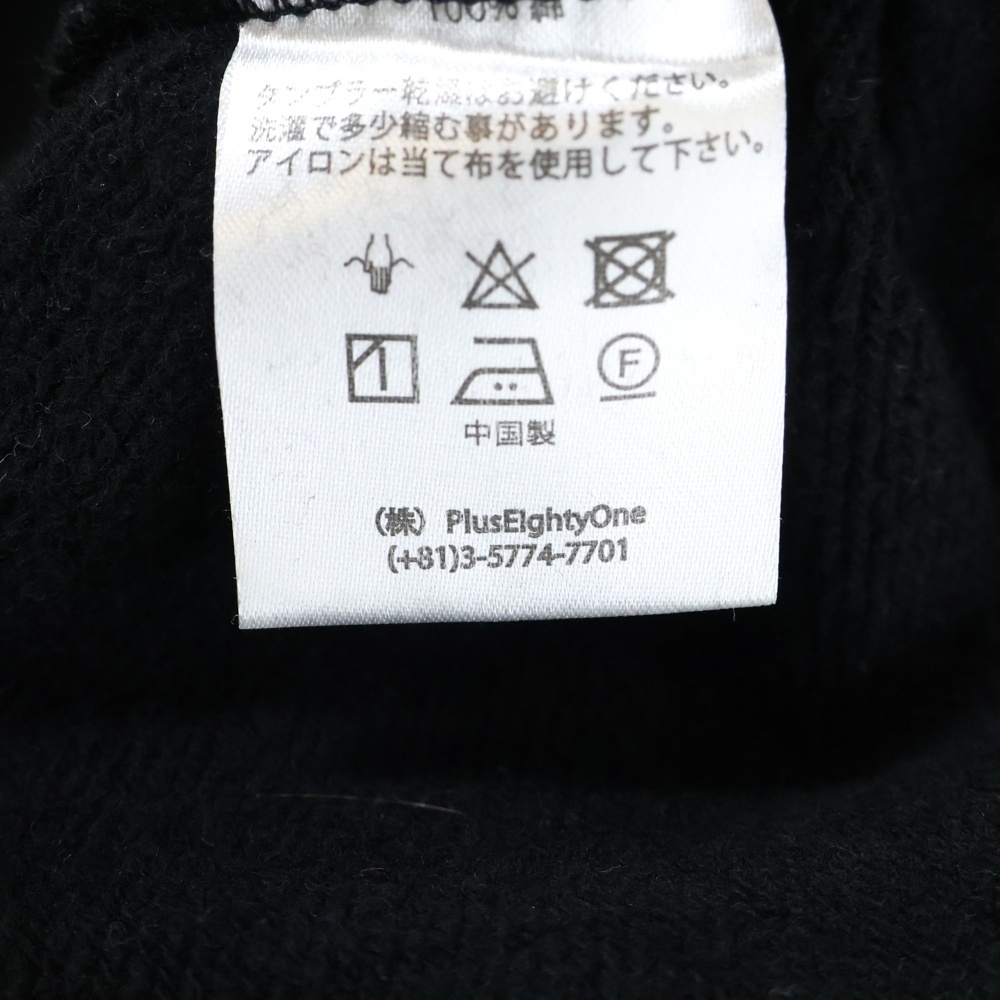 100% 綿
タンブラー乾燥はお避けください。
洗濯で多少縮む事があります。
アイロンは当て布を使用して下さい。
F
中国製
（株） PlusEightyOne
(+81)3-5774-7701